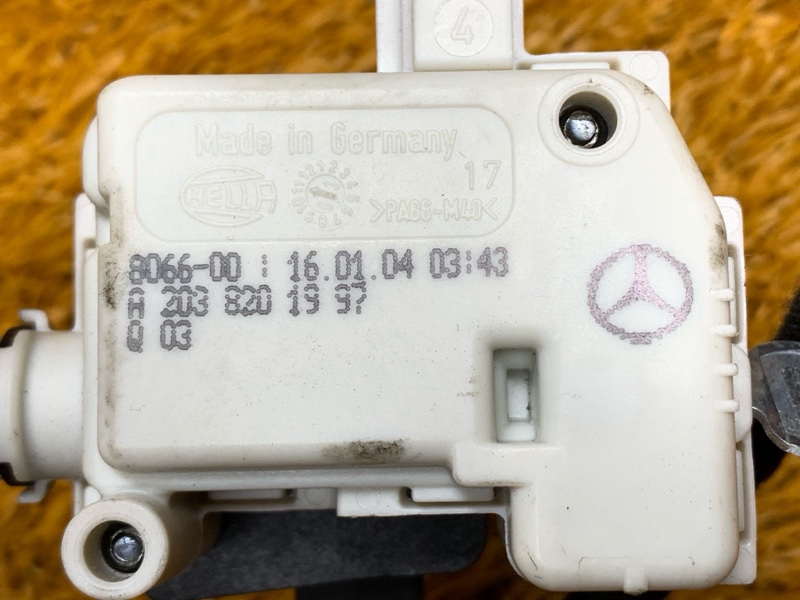 4
Made in Germany
17
HELLA
>PA66-M40<
8066-00 : 16.01.04 03:43
A 203 820 19 97
Q 03